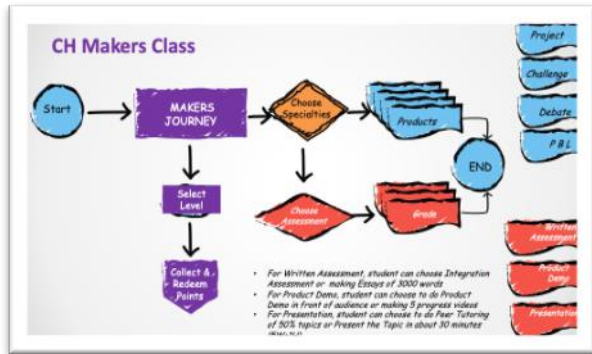 CH Makers Class
Start
MAKERS
JOURNEY
Choose
Specialties
Products
END
Select
Level
Choose
Assessment
Grade
Collect &
Redeem
Points
Project
Challenge
Debate
P B L
Written
Assessment
Product
Demo
Presentation
• For Written Assessment, student can choose Integration
Assessment or making Essays of 3000 words
• For Product Demo, student can choose to do Product
Demo in front of audience or making 5 progress videos
• For Presentation, student can choose to do Peer Tutoring
of 50% topics or Present the Topic in about 30 minutes